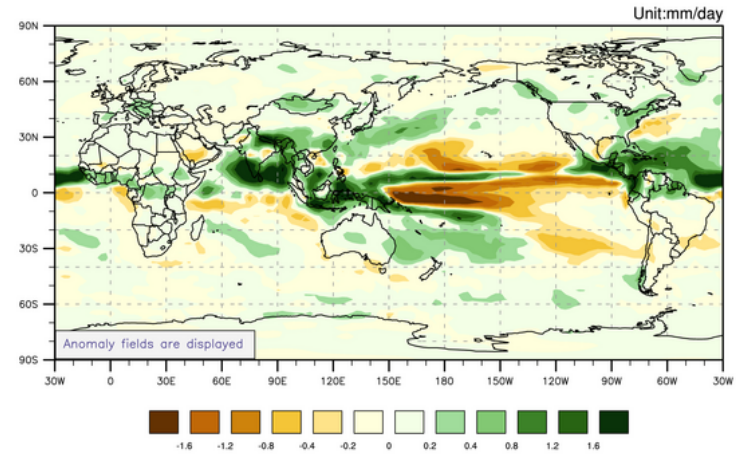 Unit:mm/day
90N
60N
30N
0
30S
60S
90S
Anomaly fields are displayed
30W 0 30E 60E 90E 120E 150E 180 150W 120W 90W 60W 30W
-1.6 -1.2 -0.8 -0.4 -0.2 0 0.2 0.4 0.8 1.2 1.6